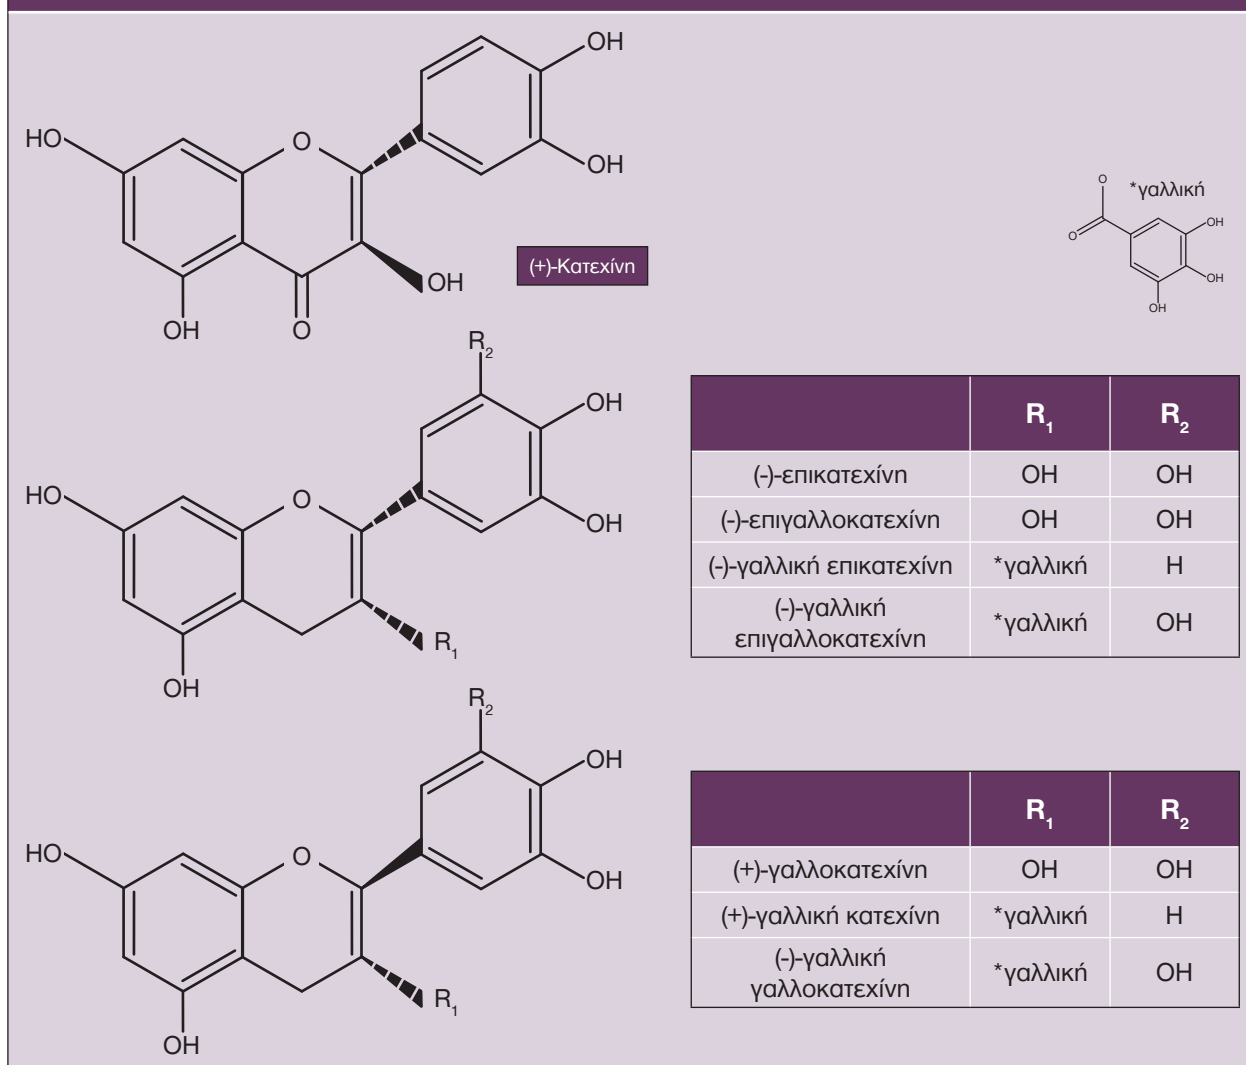 OH
HO
O
OH
(+)-Κατεχίνη
OH
OH
O
O
*γαλλική
O
OH
OH
OH
R2
OH
HO
O
OH
R1
OH
R1 R2
(-)-επικατεχίνη OH OH
(-)-επιγαλλοκατεχίνη OH OH
(-)-γαλλική επικατεχίνη *γαλλική H
(-)-γαλλική
επιγαλλοκατεχίνη *γαλλική OH
R2
OH
HO
O
OH
R1
OH
R1 R2
(+)-γαλλοκατεχίνη OH OH
(+)-γαλλική κατεχίνη *γαλλική H
(-)-γαλλική
γαλλοκατεχίνη *γαλλική OH